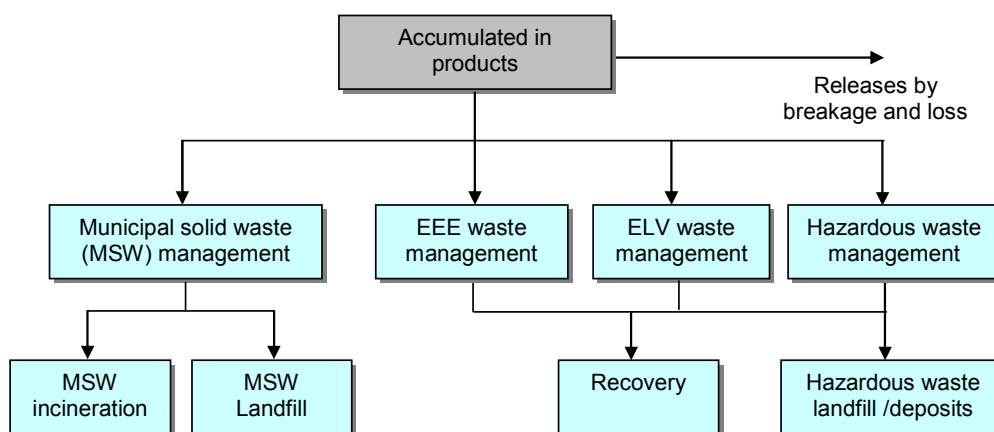 Accumulated in
products
Releases by
breakage and loss
Municipal solid waste
(MSW) management
EEE waste
management
ELV waste
management
Hazardous waste
management
MSW
incineration
MSW
Landfill
Recovery
Hazardous waste
landfill /deposits